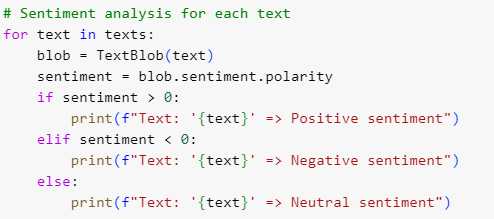 # Sentiment analysis for each text
for text in texts:
    blob = TextBlob(text)
    sentiment = blob.sentiment.polarity
    if sentiment > 0:
        print(f"Text: '{text}' => Positive sentiment")
    elif sentiment < 0:
        print(f"Text: '{text}' => Negative sentiment")
    else:
        print(f"Text: '{text}' => Neutral sentiment")